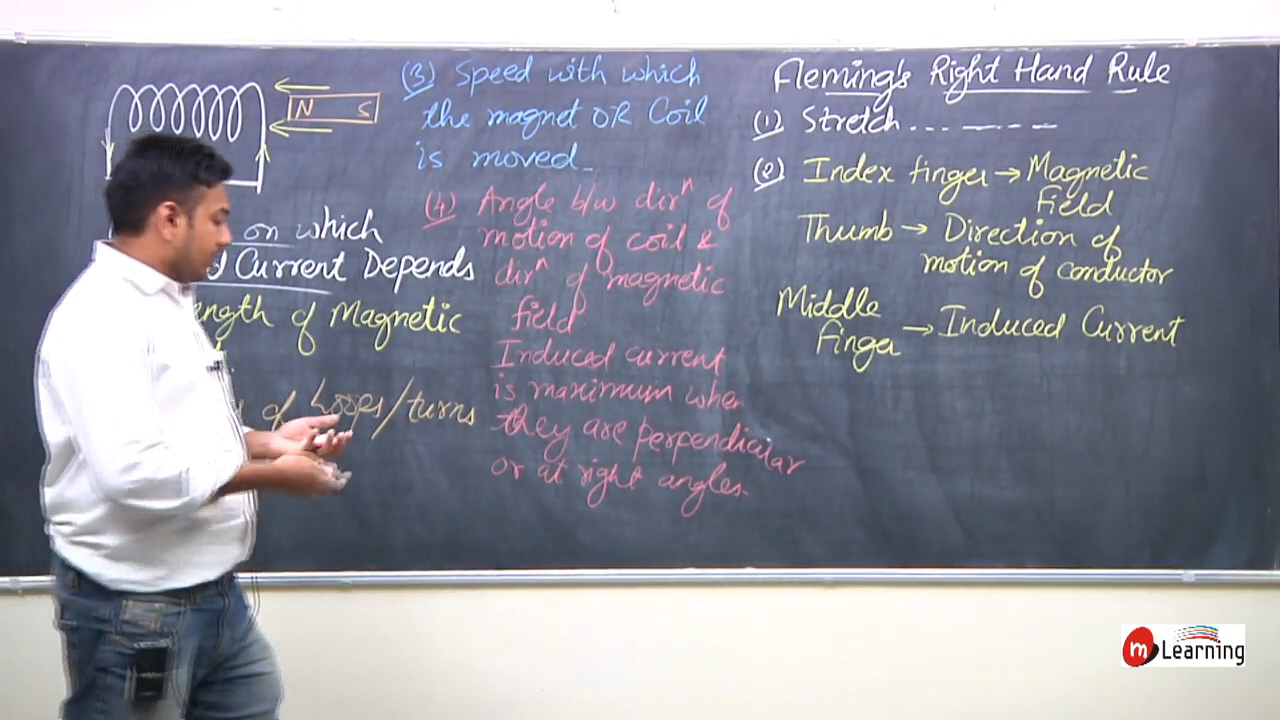 N S
on which
Current Depends
ength of Magnetic
of Loops/turns
(3) Speed with which
the magnet OR Coil
is moved_
(4) Angle b/w dirⁿ of
motion of coil &
dirⁿ of magnetic
field.
Induced current
is maximum when
they are perpendicular
or at right angles.
Fleming's Right Hand Rule
(1) Stretch... _ _ _ _
(2) Index finger → Magnetic
field
Thumb → Direction of
motion of conductor
Middle
finger → Induced Current
m Learning